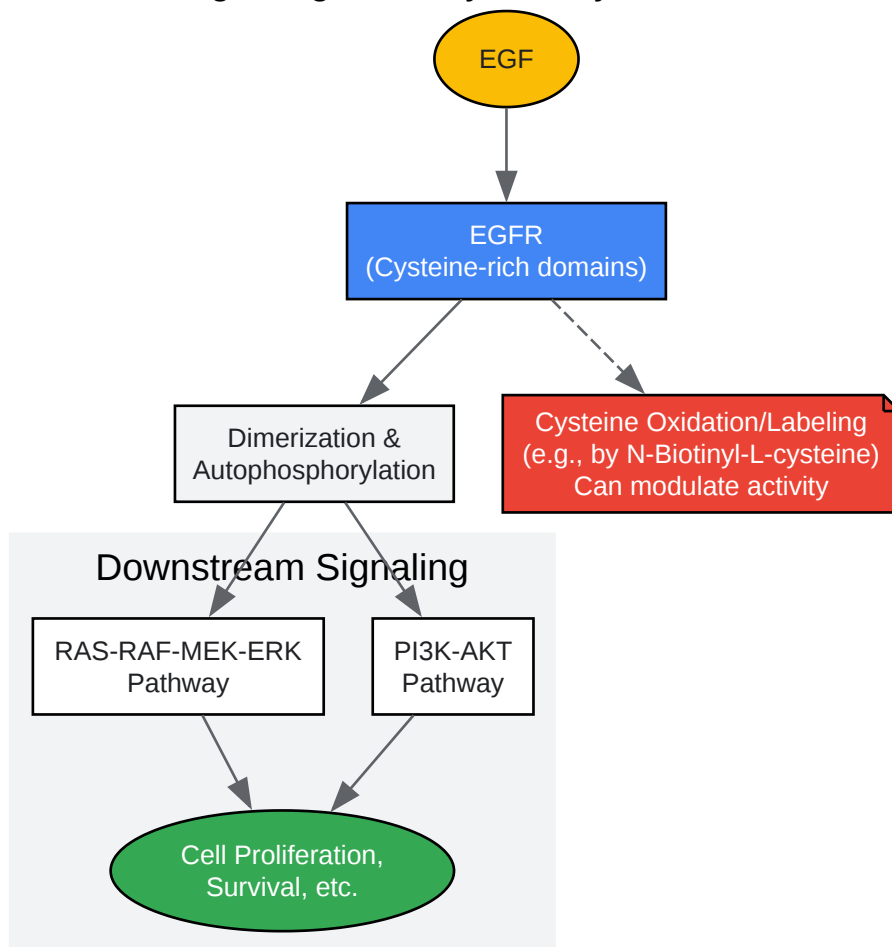 EGF
EGFR
(Cysteine-rich domains)
Dimerization &
Autophosphorylation
Cysteine Oxidation/Labeling
(e.g., by N-Biotinyl-L-cysteine)
Can modulate activity
Downstream Signaling
RAS-RAF-MEK-ERK
Pathway
PI3K-AKT
Pathway
Cell Proliferation,
Survival, etc.